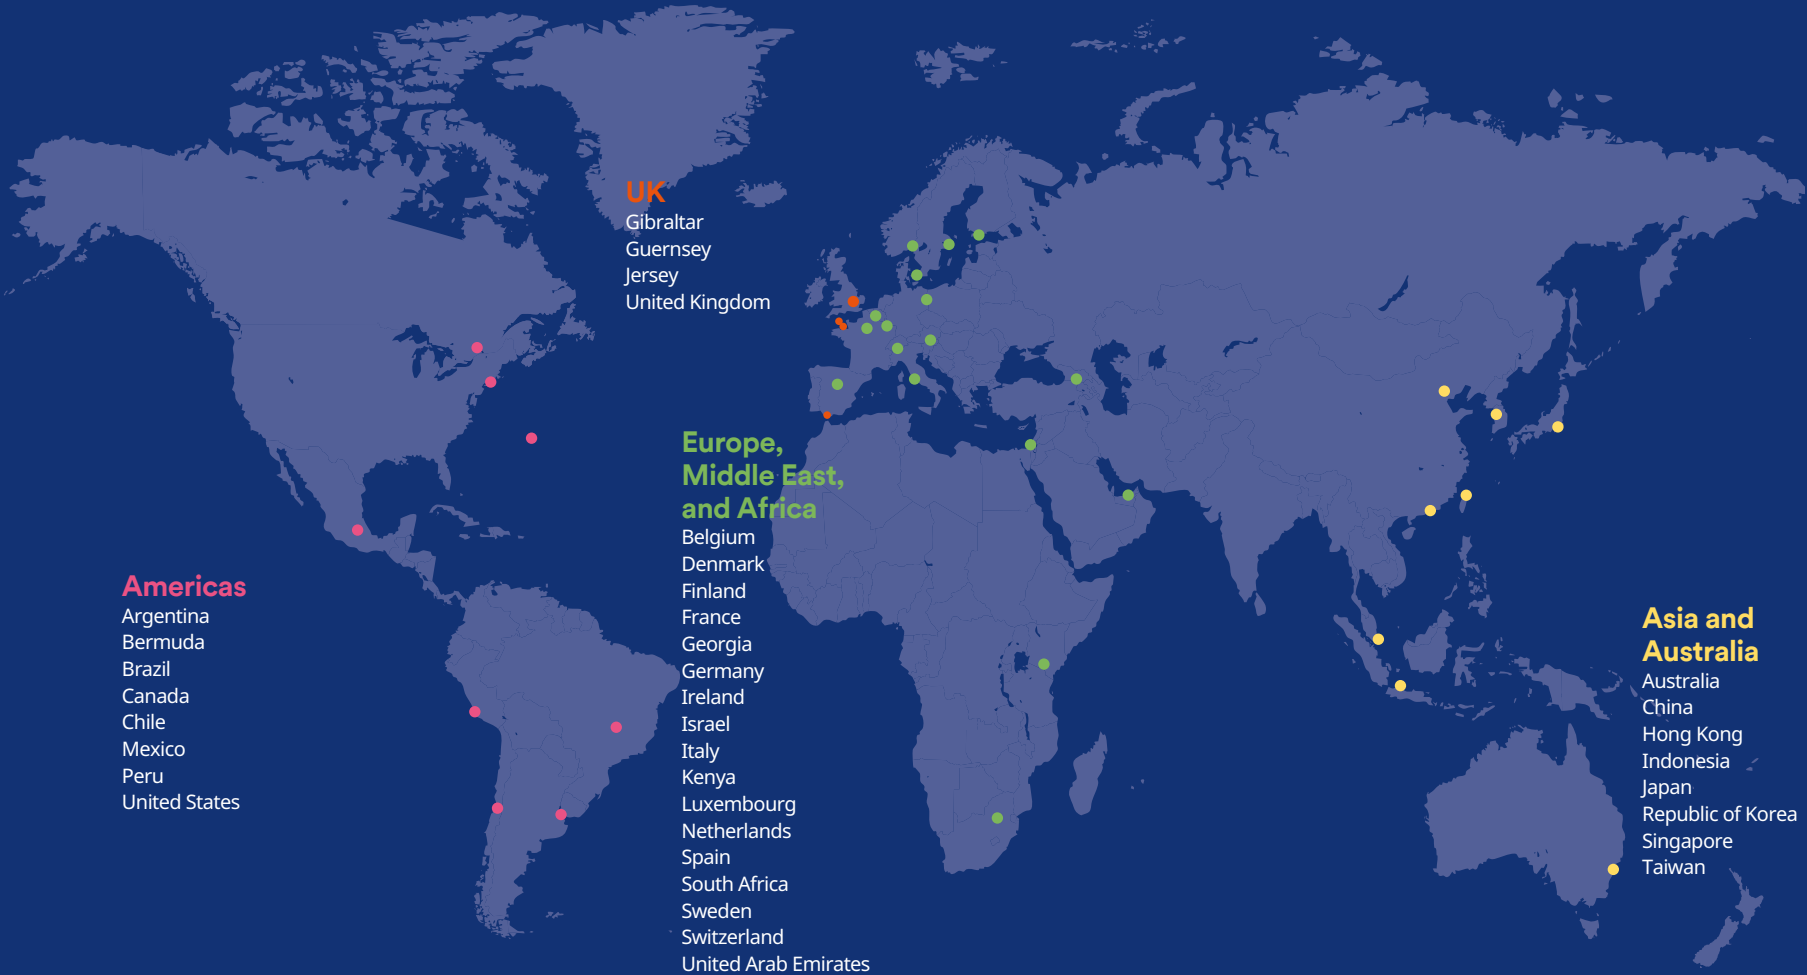 UK
Gibraltar
Guernsey
Jersey
United Kingdom
Europe,
Middle East,
and Africa
Belgium
Denmark
Finland
France
Georgia
Germany
Ireland
Israel
Italy
Kenya
Luxembourg
Netherlands
Spain
South Africa
Sweden
Switzerland
United Arab Emirates
Americas
Argentina
Bermuda
Brazil
Canada
Chile
Mexico
Peru
United States
Asia and
Australia
Australia
China
Hong Kong
Indonesia
Japan
Republic of Korea
Singapore
Taiwan